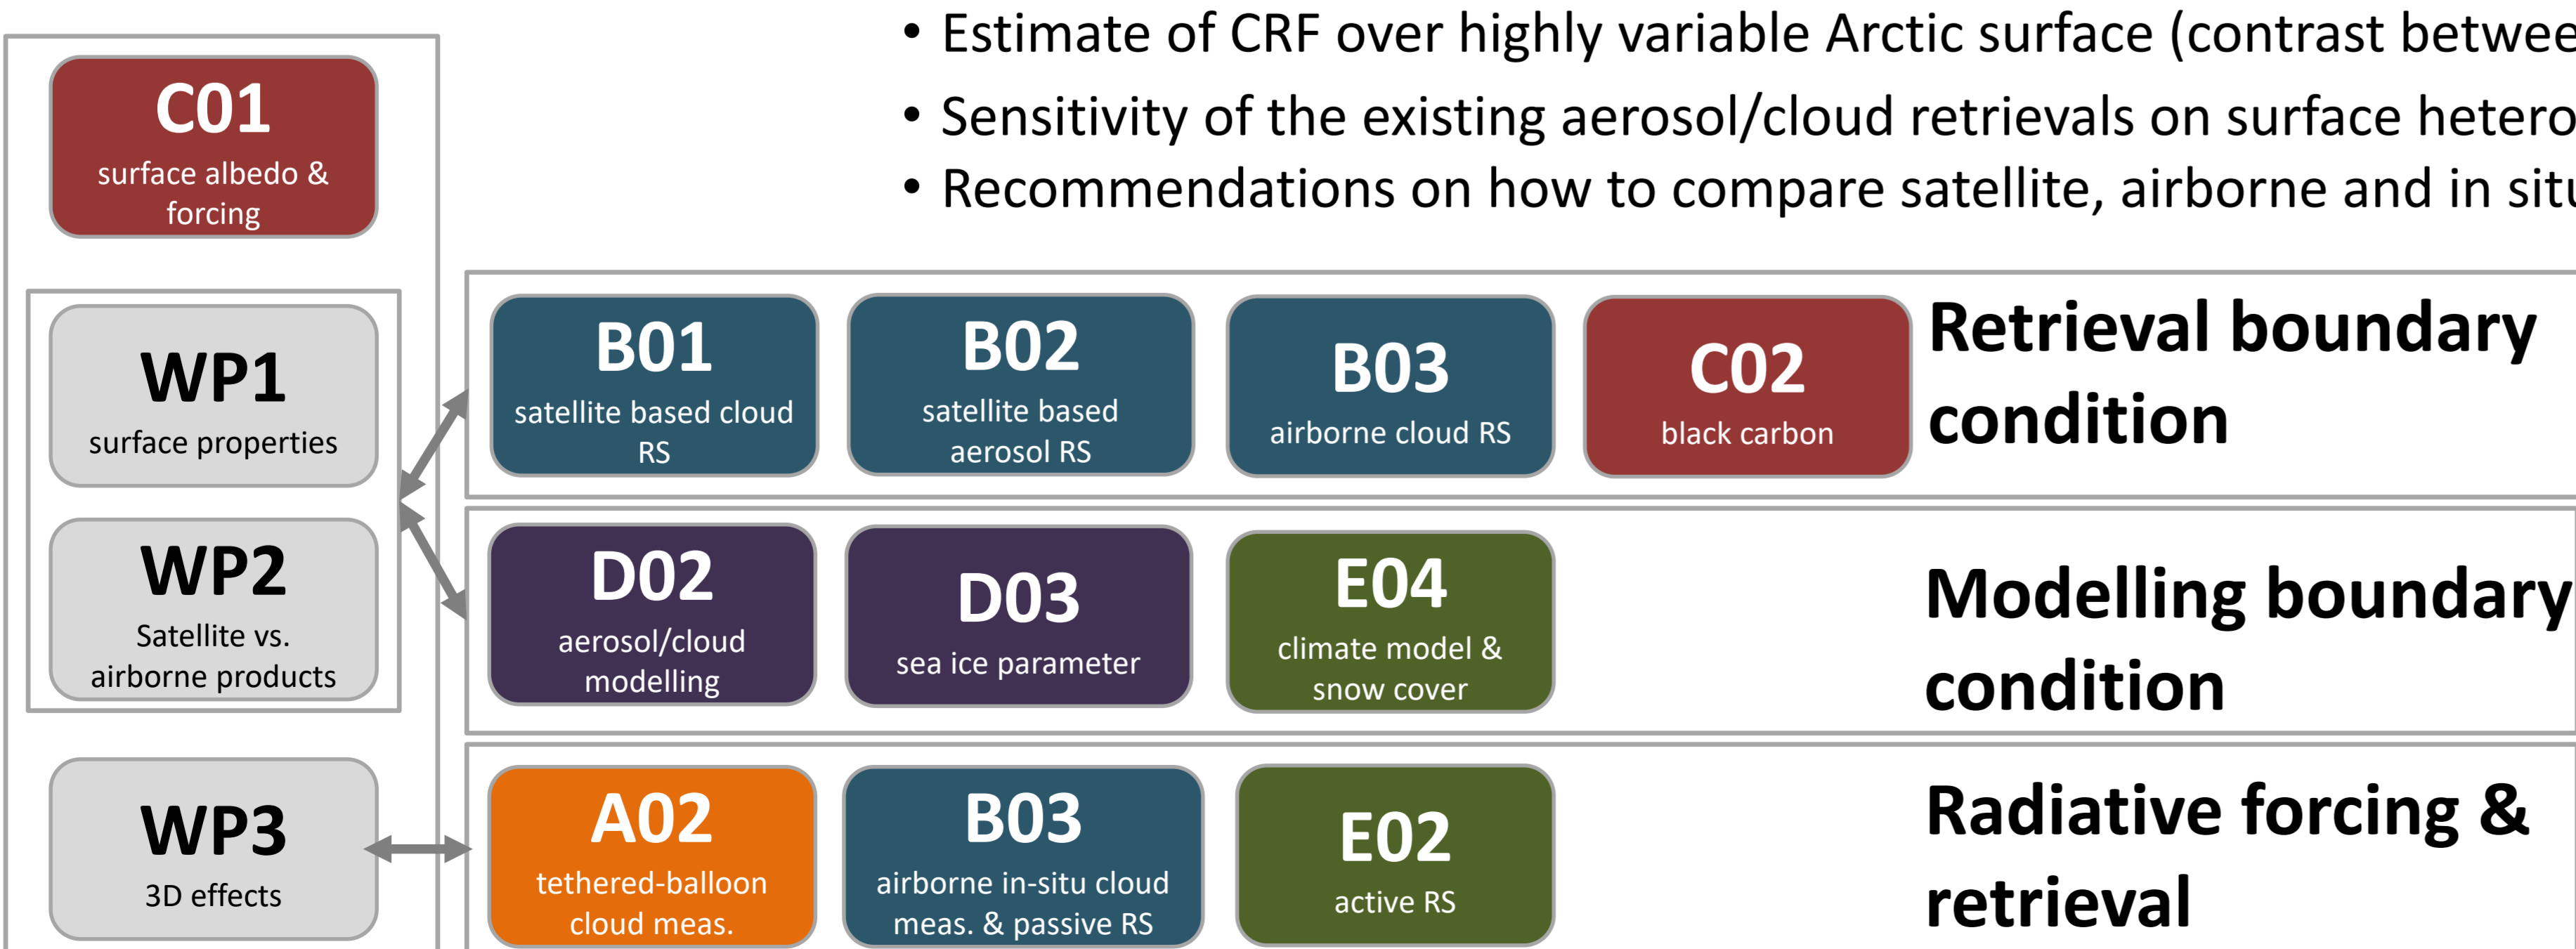 • Estimate of CRF over highly variable Arctic surface (contrast betwee
• Sensitivity of the existing aerosol/cloud retrievals on surface hetero
• Recommendations on how to compare satellite, airborne and in situ
C01
surface albedo &
forcing
WP1
surface properties
WP2
Satellite vs.
airborne products
WP3
3D effects
B01
satellite based cloud
RS
B02
satellite based
aerosol RS
B03
airborne cloud RS
C02
black carbon
Retrieval boundary
condition
D02
aerosol/cloud
modelling
D03
sea ice parameter
E04
climate model &
snow cover
Modelling boundary
condition
A02
tethered-balloon
cloud meas.
B03
airborne in-situ cloud
meas. & passive RS
E02
active RS
Radiative forcing &
retrieval